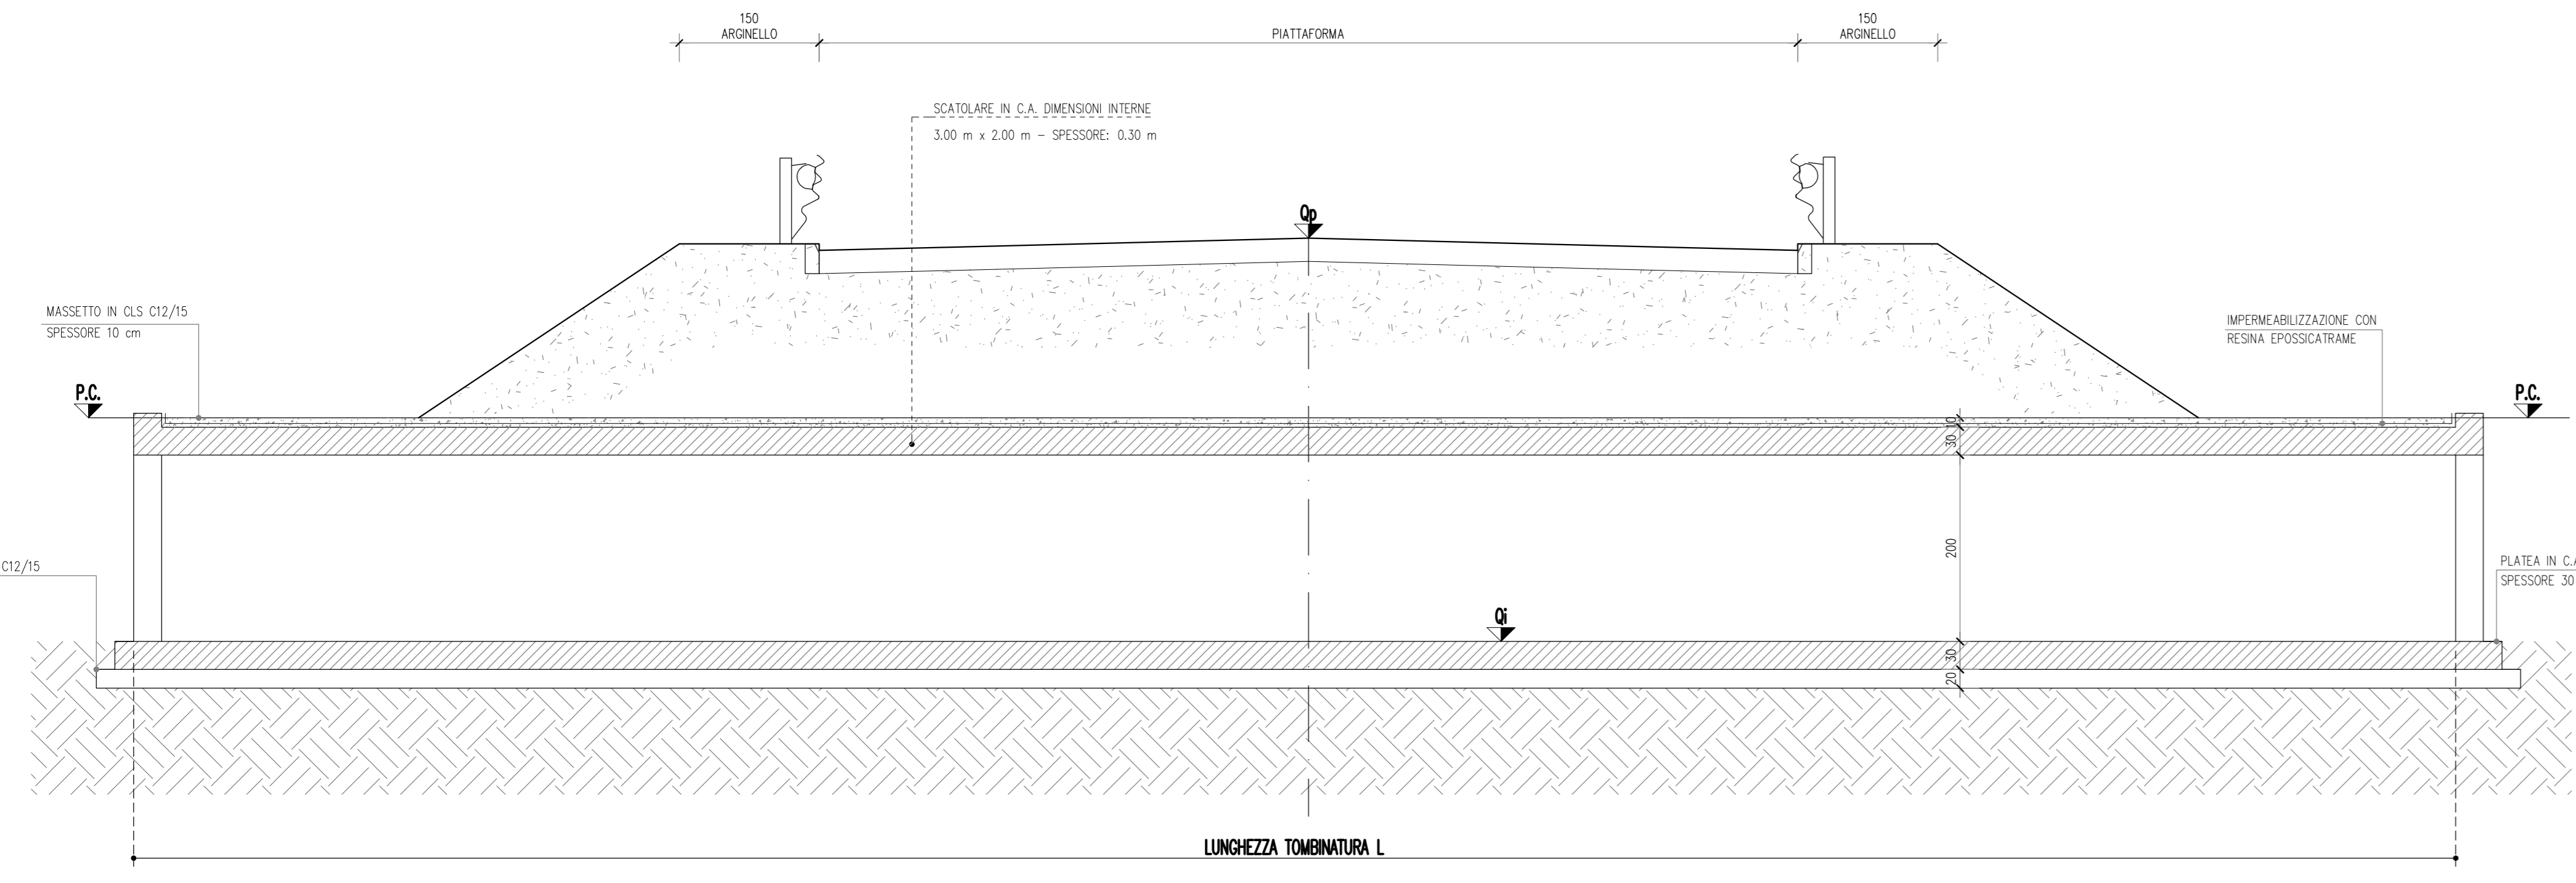 150
ARGINELLO
PIATTAFORMA
150
ARGINELLO
SCATOLARE IN C.A. DIMENSIONI INTERNE
3.00 m x 2.00 m - SPESSORE: 0.30 m
Qp
MASSETTO IN CLS C12/15
SPESSORE 10 cm
IMPERMEABILIZZAZIONE CON
RESINA EPOSSICATRAME
P.C.
P.C.
10
30
200
C12/15
PLATEA IN C.A
SPESSORE 30
Qi
30
20
LUNGHEZZA TOMBINATURA L